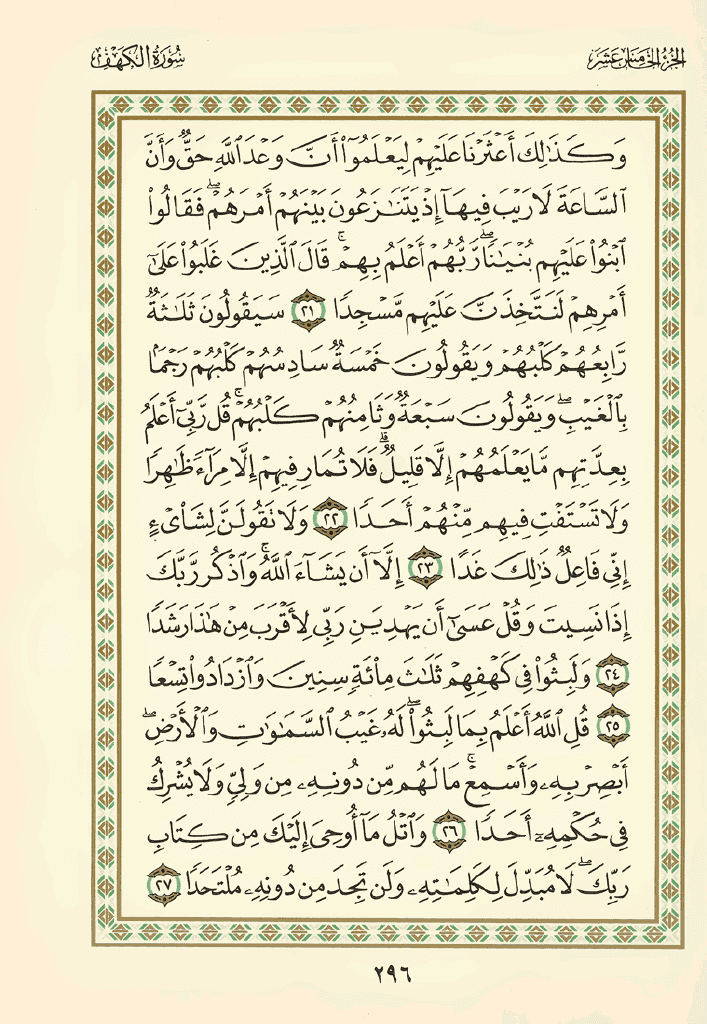 الجزء الخامس عشر
سورة الكهف
وَكَذَٰلِكَ أَعْثَرْنَا عَلَيْهِمْ لِيَعْلَمُوٓا۟ أَنَّ وَعْدَ ٱللَّهِ حَقٌّ وَأَنَّ
ٱلسَّاعَةَ لَا رَيْبَ فِيهَآ إِذْ يَتَنَٰزَعُونَ بَيْنَهُمْ أَمْرَهُمْ ۖ فَقَالُوا۟
ٱبْنُوا۟ عَلَيْهِم بُنْيَٰنًا ۖ رَّبُّهُمْ أَعْلَمُ بِهِمْ ۚ قَالَ ٱلَّذِينَ غَلَبُوا۟ عَلَىٰٓ
أَمْرِهِمْ لَنَتَّخِذَنَّ عَلَيْهِم مَّسْجِدًا ٢١ سَيَقُولُونَ ثَلَٰثَةٌ
رَّابِعُهُمْ كَلْبُهُمْ وَيَقُولُونَ خَمْسَةٌ سَادِسُهُمْ كَلْبُهُمْ رَجْمًۢا
بِٱلْغَيْبِ ۖ وَيَقُولُونَ سَبْعَةٌ وَثَامِنُهُمْ كَلْبُهُمْ ۚ قُل رَّبِّىٓ أَعْلَمُ
بِعِدَّتِهِم مَّا يَعْلَمُهُمْ إِلَّا قَلِيلٌ ۗ فَلَا تُمَارِ فِيهِمْ إِلَّا مِرَآءً ظَٰهِرًا
وَلَا تَسْتَفْتِ فِيهِم مِّنْهُمْ أَحَدًا ٢٢ وَلَا تَقُولَنَّ لِشَا۟ىْءٍ
إِنِّى فَاعِلٌ ذَٰلِكَ غَدًا ٢٣ إِلَّآ أَن يَشَآءَ ٱللَّهُ ۚ وَٱذْكُر رَّبَّكَ
إِذَا نَسِيتَ وَقُلْ عَسَىٰٓ أَن يَهْدِيَنِ رَبِّى لِأَقْرَبَ مِنْ هَٰذَا رَشَدًا
٢٤ وَلَبِثُوا۟ فِى كَهْفِهِمْ ثَلَٰثَ مِا۟ئَةٍ سِنِينَ وَٱزْدَادُوا۟ تِسْعًا
٢٥ قُلِ ٱللَّهُ أَعْلَمُ بِمَا لَبِثُوا۟ ۖ لَهُۥ غَيْبُ ٱلسَّمَٰوَٰتِ وَٱلْأَرْضِ ۖ
أَبْصِرْ بِهِۦ وَأَسْمِعْ ۚ مَا لَهُم مِّن دُونِهِۦ مِن وَلِىٍّ وَلَا يُشْرِكُ
فِى حُكْمِهِۦٓ أَحَدًا ٢٦ وَٱتْلُ مَآ أُوحِىَ إِلَيْكَ مِن كِتَابِ
رَبِّكَ ۖ لَا مُبَدِّلَ لِكَلِمَٰتِهِۦ وَلَن تَجِدَ مِن دُونِهِۦ مُلْتَحَدًا ٢٧
٢٩٦